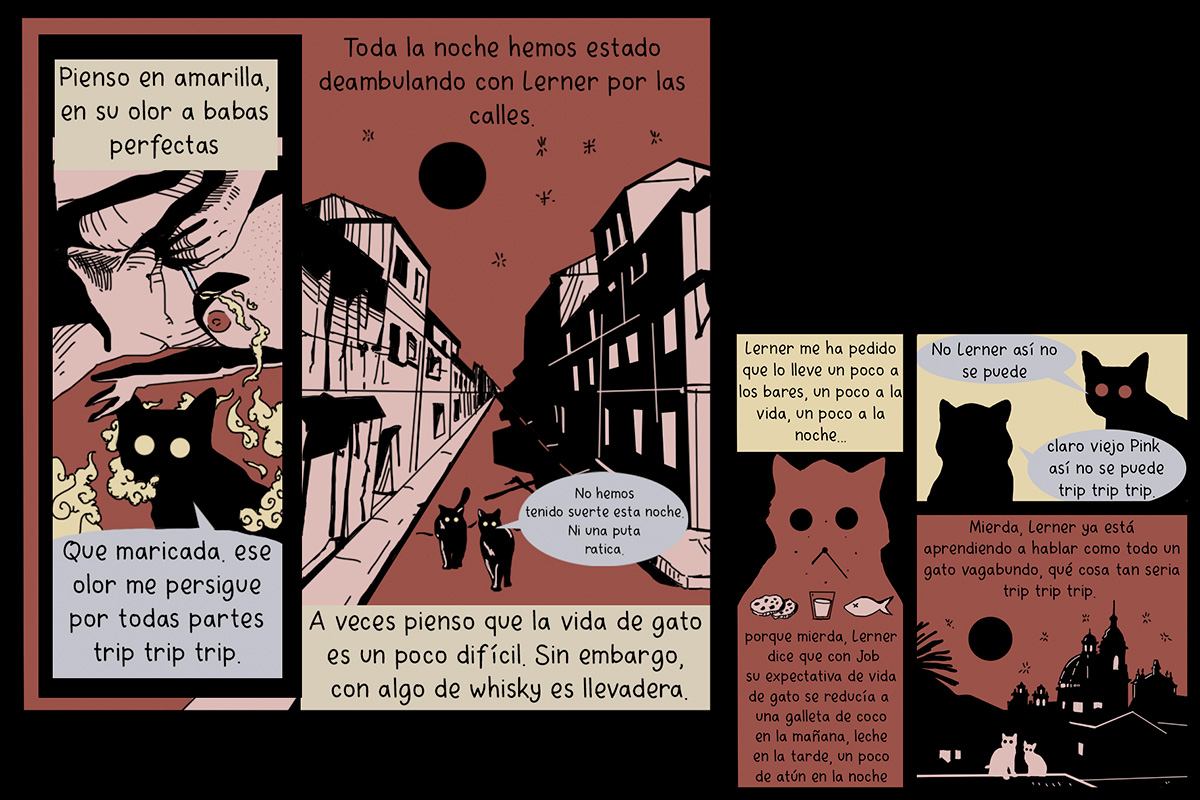 Pienso en amarilla,
en su olor a babas
perfectas
Que maricada. ese
olor me persigue
por todas partes
trip trip trip.
Toda la noche hemos estado
deambulando con Lerner por las
calles.
No hemos
tenido suerte esta noche.
Ni una puta
ratica.
A veces pienso que la vida de gato
es un poco difícil. Sin embargo,
con algo de whisky es llevadera.
Lerner me ha pedido
que lo lleve un poco a
los bares, un poco a la
vida, un poco a la
noche...
porque mierda, Lerner
dice que con Job
su expectativa de vida
de gato se reducía a
una galleta de coco
en la mañana, leche
en la tarde, un poco
de atún en la noche
No Lerner así no
se puede
claro viejo Pink
así no se puede
trip trip trip.
Mierda, Lerner ya está
aprendiendo a hablar como todo un
gato vagabundo, qué cosa tan seria
trip trip trip.